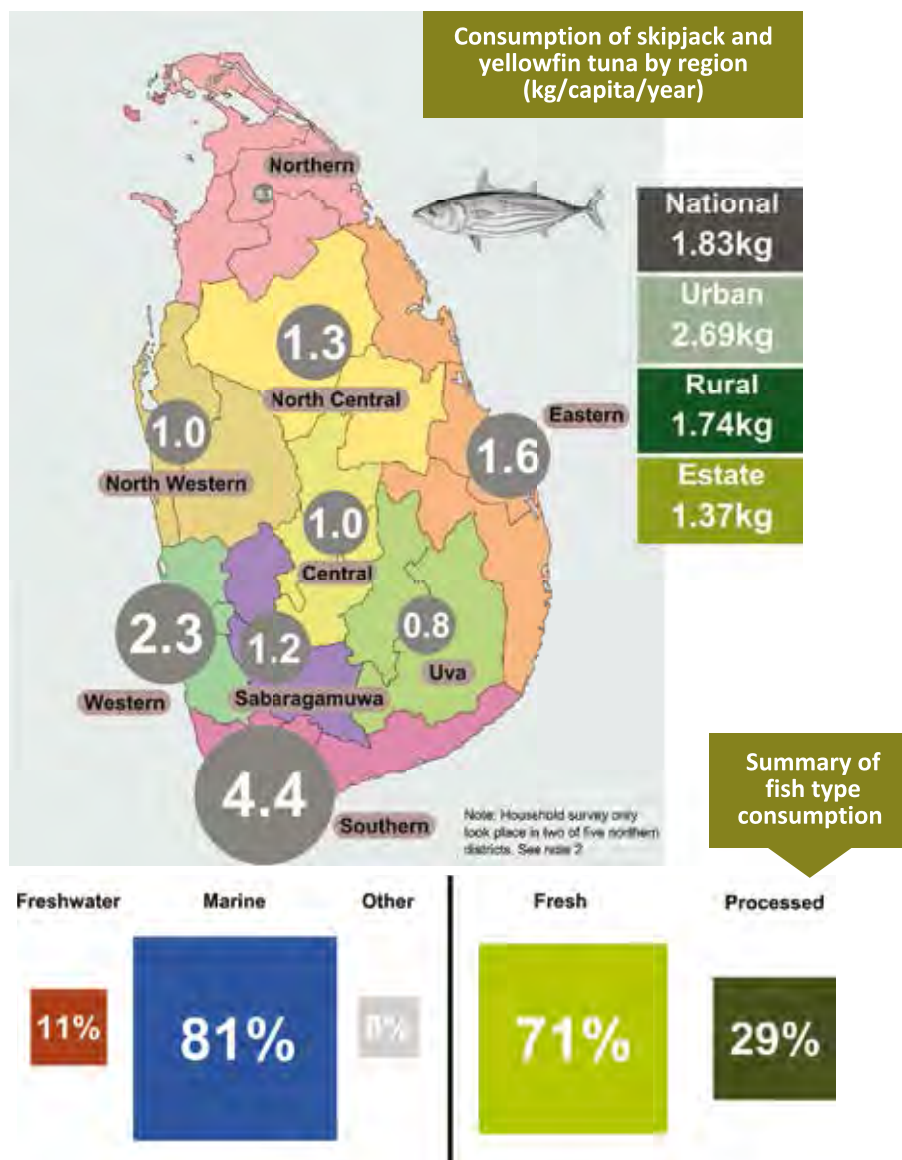 Consumption of skipjack and
yellowfin tuna by region
(kg/capita/year)
Northern
National
1.83kg
Urban
2.69kg
Rural
1.74kg
Estate
1.37kg
1.3
North Central
Eastern
1.6
1.0
North Western
1.0
Central
2.3
Western
1.2
Sabaragamuwa
0.8
Uva
4.4
Southern
Note: Household survey only
took place in two of five northern
districts. See note 2
Summary of
fish type
consumption
Freshwater
Marine
Other
Fresh
Processed
11%
81%
8%
71%
29%